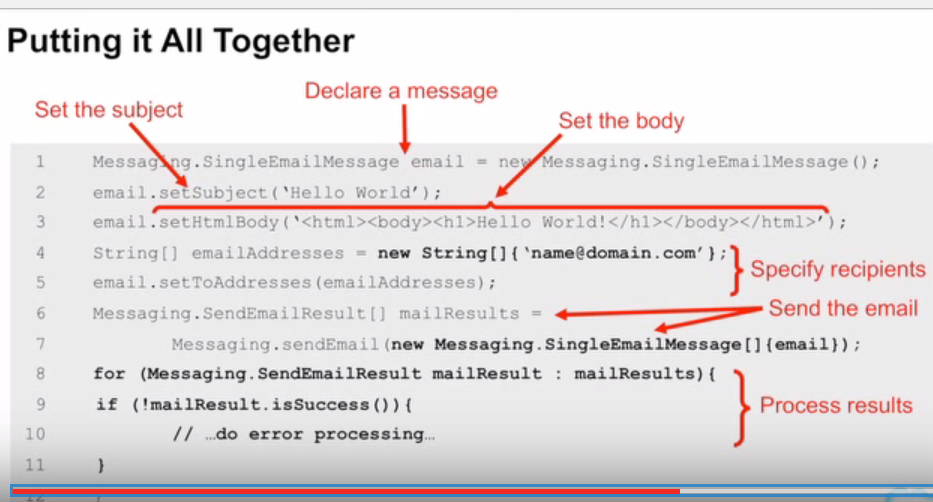 Putting it All Together
Declare a message
Set the subject
Set the body
1 Messaging.SingleEmailMessage email = new Messaging.SingleEmailMessage();
2 email.setSubject(‘Hello World’);
3 email.setHtmlBody(‘<html><body><h1>Hello World!</h1></body></html>’);
4 String[] emailAddresses = new String[]{‘name@domain.com’};
5 email.setToAddresses(emailAddresses);
Specify recipients
6 Messaging.SendEmailResult[] mailResults =
Send the email
7 Messaging.sendEmail(new Messaging.SingleEmailMessage[]{email});
8 for (Messaging.SendEmailResult mailResult : mailResults){
9 if (!mailResult.isSuccess()){
Process results
10 // …do error processing…
11 }
12